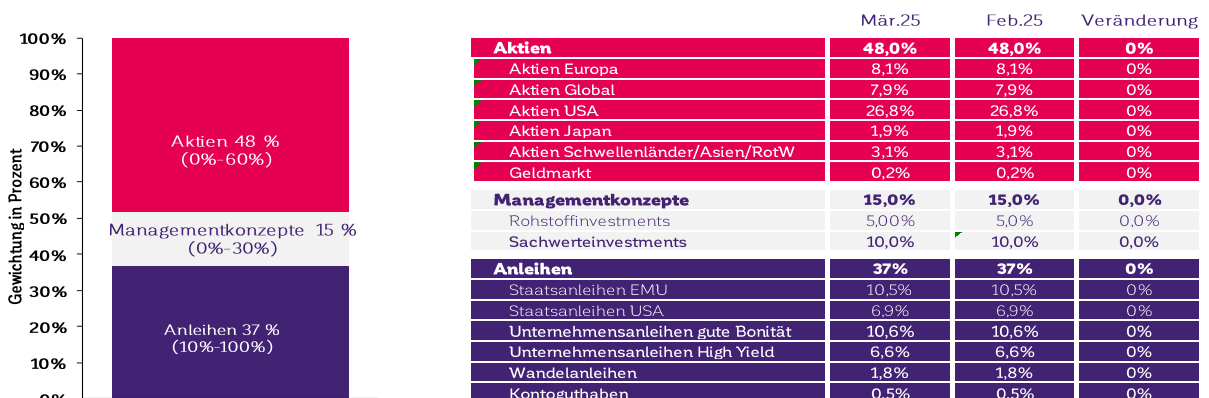 Mär.25 Feb.25 Veränderung
100%
90%
80%
70%
60%
50%
40%
30%
20%
10%
0%
Gewichtung in Prozent
Aktien 48 %
(0%-60%)
Managementkonzepte 15 %
(0%-30%)
Anleihen 37 %
(10%-100%)
Aktien 48,0% 48,0% 0%
Aktien Europa 8,1% 8,1% 0%
Aktien Global 7,9% 7,9% 0%
Aktien USA 26,8% 26,8% 0%
Aktien Japan 1,9% 1,9% 0%
Aktien Schwellenländer/Asien/RotW 3,1% 3,1% 0%
Geldmarkt 0,2% 0,2% 0%
Managementkonzepte 15,0% 15,0% 0,0%
Rohstoffinvestments 5,00% 5,0% 0,0%
Sachwerteinvestments 10,0% 10,0% 0,0%
Anleihen 37% 37% 0%
Staatsanleihen EMU 10,5% 10,5% 0%
Staatsanleihen USA 6,9% 6,9% 0%
Unternehmensanleihen gute Bonität 10,6% 10,6% 0%
Unternehmensanleihen High Yield 6,6% 6,6% 0%
Wandelanleihen 1,8% 1,8% 0%
Kontoguthaben 0,5% 0,5% 0%